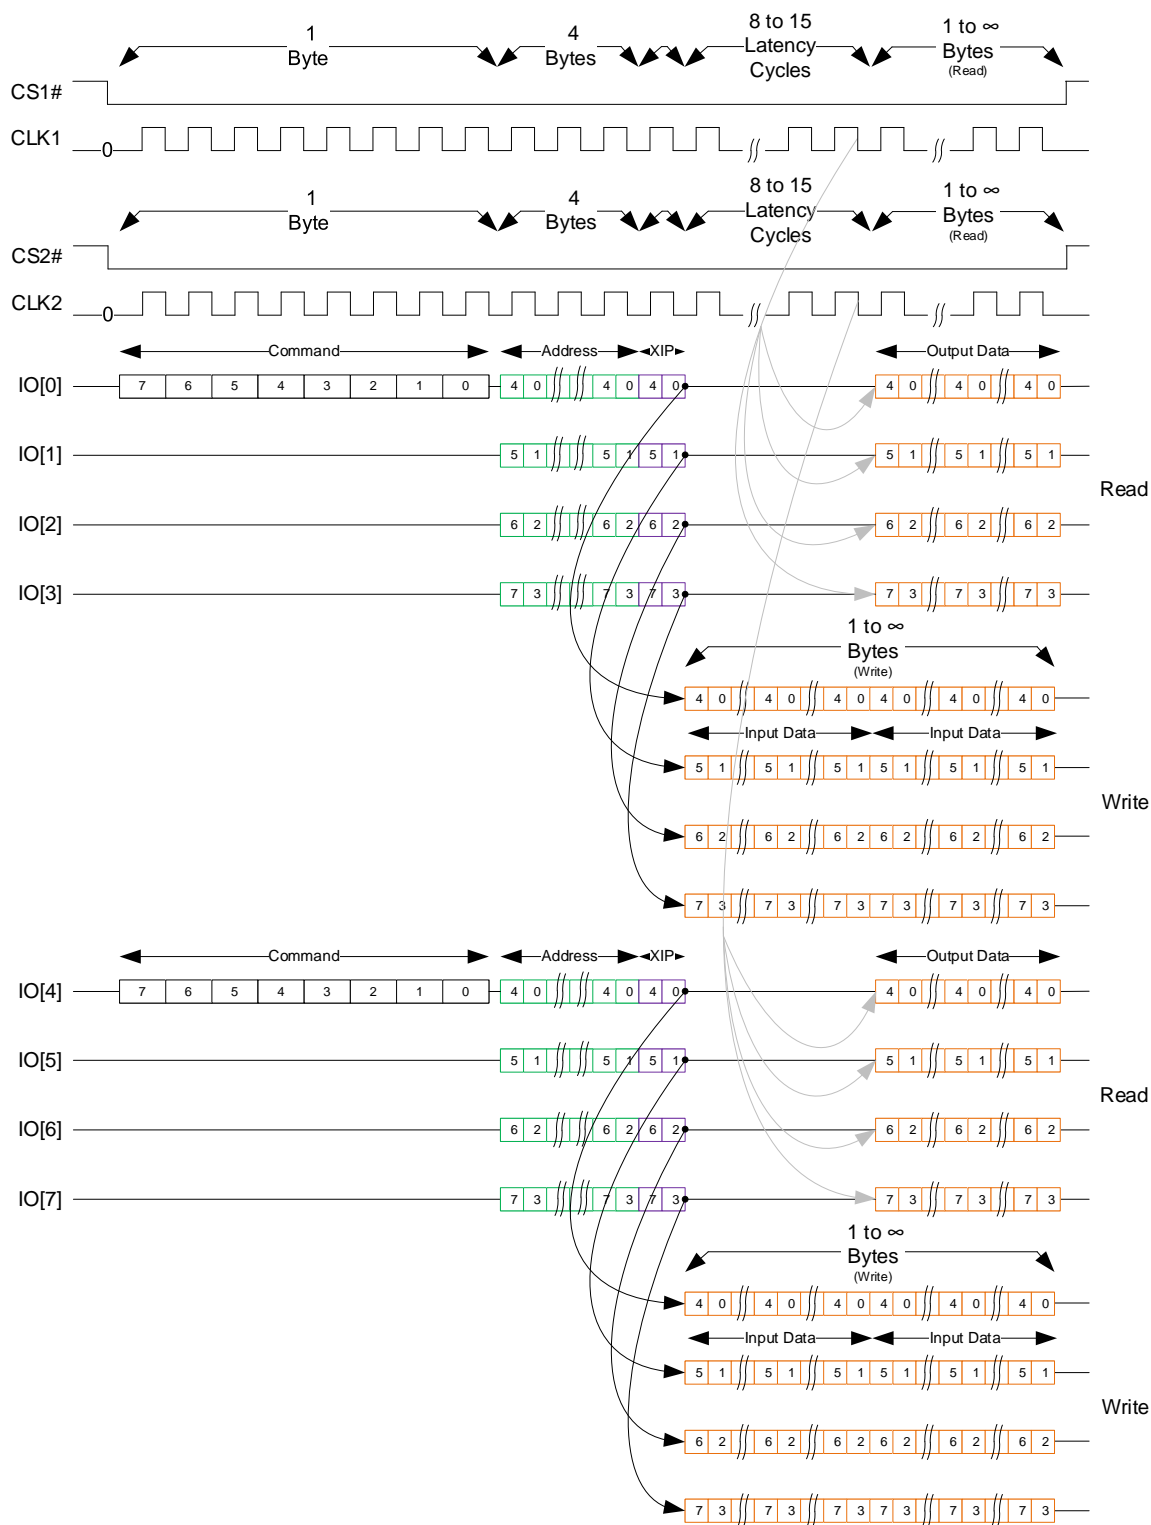 1 4 8 to 15 1 to ∞
Byte Bytes Latency Bytes
Cycles (Read)
CS1#
CLK1 0
1 4 8 to 15 1 to ∞
Byte Bytes Latency Bytes
Cycles (Read)
CS2#
CLK2 0
Command Address XIP Output Data
IO[0] 7 6 5 4 3 2 1 0 4 0 4 0 4 0 4 0 4 0 4 0
IO[1] 5 1 5 1 5 1 5 1 5 1 5 1
Read
IO[2] 6 2 6 2 6 2 6 2 6 2 6 2
IO[3] 7 3 7 3 7 3 7 3 7 3 7 3
1 to ∞
Bytes
(Write)
4 0 4 0 4 0 4 0 4 0 4 0
Input Data Input Data
5 1 5 1 5 1 5 1 5 1 5 1
Write
6 2 6 2 6 2 6 2 6 2 6 2
7 3 7 3 7 3 7 3 7 3 7 3
Command Address XIP Output Data
IO[4] 7 6 5 4 3 2 1 0 4 0 4 0 4 0 4 0 4 0 4 0
IO[5] 5 1 5 1 5 1 5 1 5 1 5 1
Read
IO[6] 6 2 6 2 6 2 6 2 6 2 6 2
IO[7] 7 3 7 3 7 3 7 3 7 3 7 3
1 to ∞
Bytes
(Write)
4 0 4 0 4 0 4 0 4 0 4 0
Input Data Input Data
5 1 5 1 5 1 5 1 5 1 5 1
Write
6 2 6 2 6 2 6 2 6 2 6 2
7 3 7 3 7 3 7 3 7 3 7 3